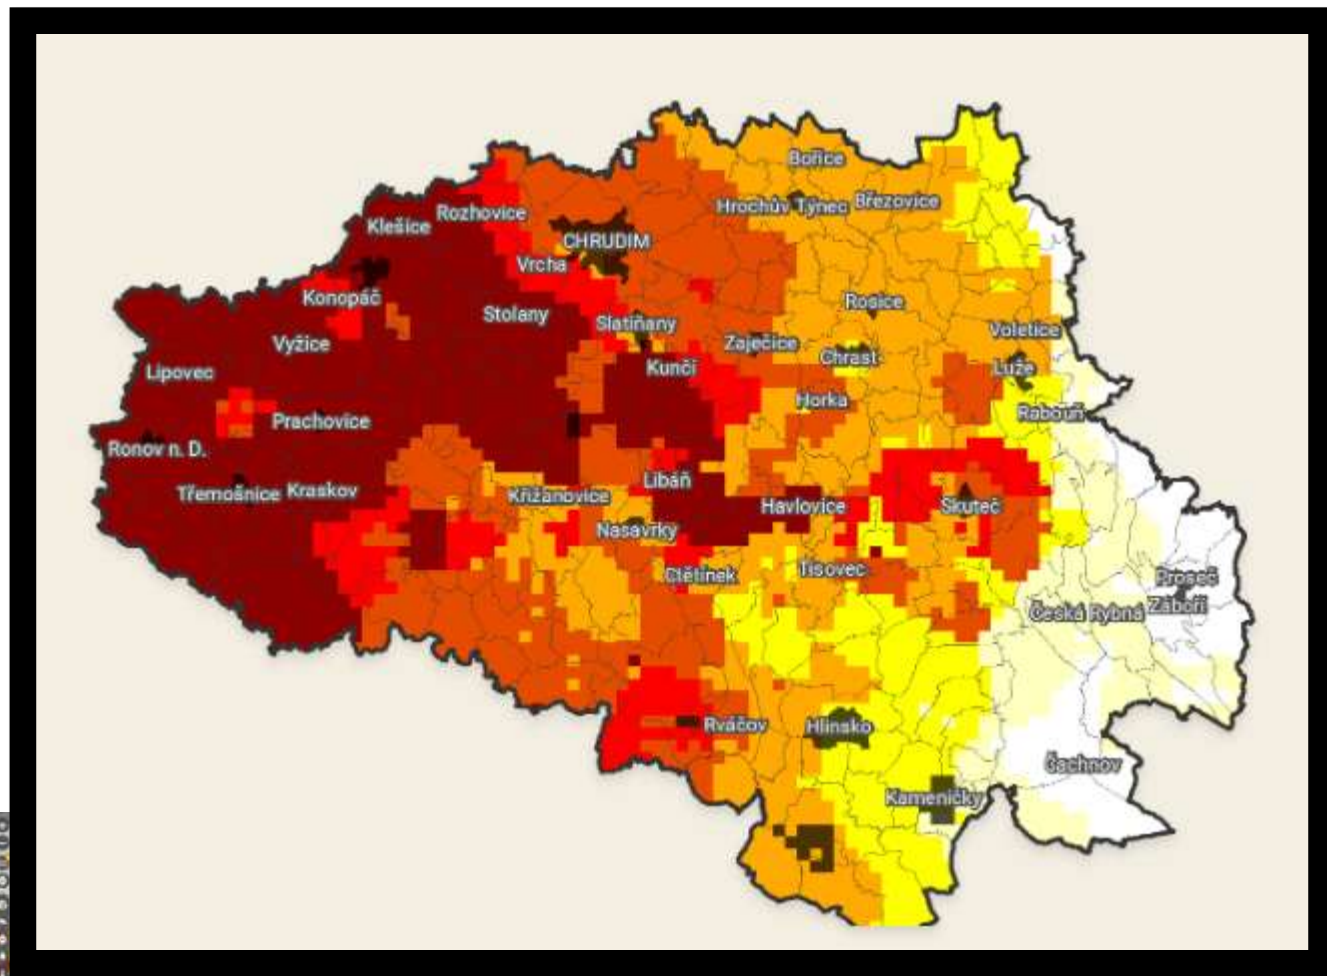 Bořice
Hrochův Týnec
Březovice
Rozhovice
Klešice
CHRUDIM
Vrcha
Konopáč
Rosice
Stolany
Slatiňany
Voletice
Vyžice
Zaječice
Chrast
Lipovec
Kunčí
Luže
Horka
Rabouň
Prachovice
Ronov n. D.
Libáň
Třemošnice
Kraskov
Křižanovice
Havlovice
Skuteč
Nasavrky
Ctětínek
Tisovec
Proseč
Česká Rybná
Záboří
Rváčov
Hlinsko
Čachnov
Kameničky